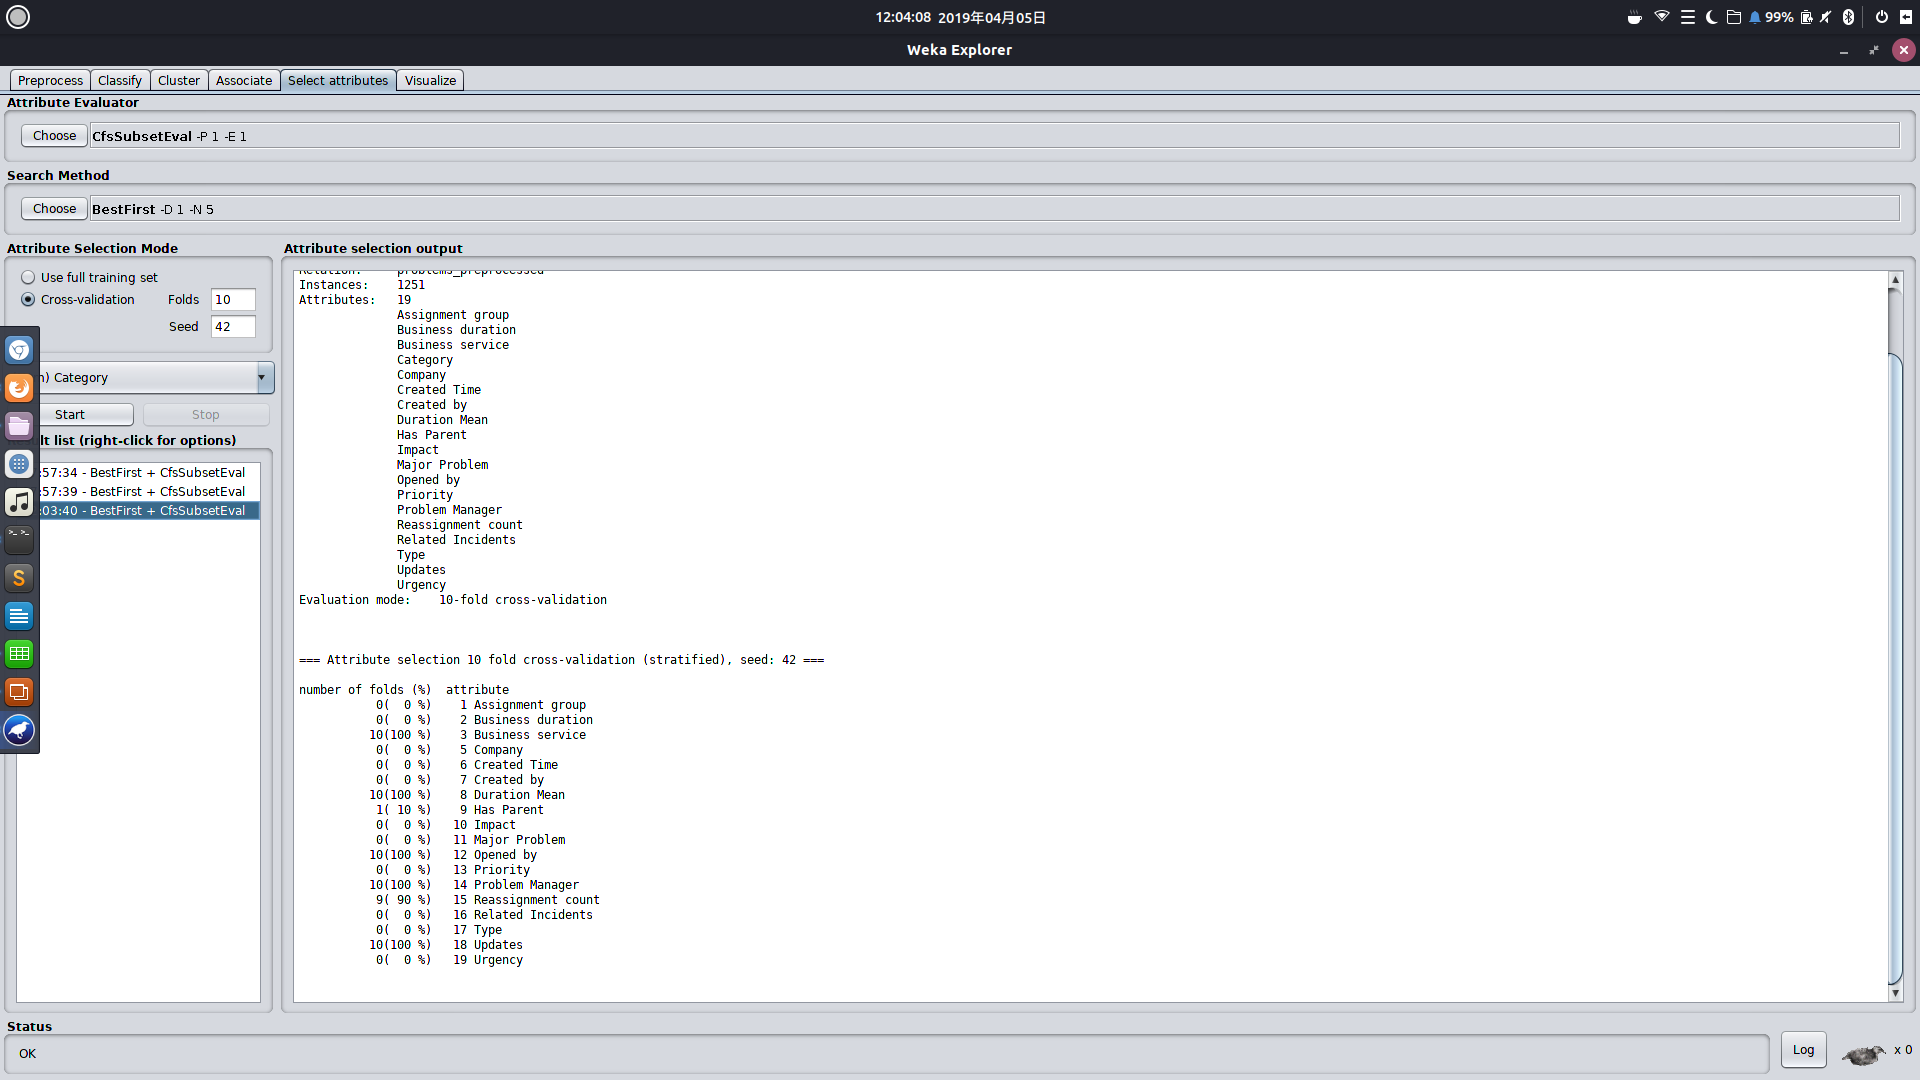 12:04:08 2019年04月05日
99%
Weka Explorer
Preprocess Classify Cluster Associate Select attributes Visualize
Attribute Evaluator
Choose CfsSubsetEval -P 1 -E 1
Search Method
Choose BestFirst -D 1 -N 5
Attribute Selection Mode
Use full training set
Cross-validation Folds 10
Seed 42
) Category
Start Stop
lt list (right-click for options)
:57:34 - BestFirst + CfsSubsetEval
:57:39 - BestFirst + CfsSubsetEval
:03:40 - BestFirst + CfsSubsetEval
Attribute selection output
Relation: problems_preprocessed
Instances: 1251
Attributes: 19
Assignment group
Business duration
Business service
Category
Company
Created Time
Created by
Duration Mean
Has Parent
Impact
Major Problem
Opened by
Priority
Problem Manager
Reassignment count
Related Incidents
Type
Updates
Urgency
Evaluation mode: 10-fold cross-validation
=== Attribute selection 10 fold cross-validation (stratified), seed: 42 ===
number of folds (%) attribute
0( 0 %) 1 Assignment group
0( 0 %) 2 Business duration
10(100 %) 3 Business service
0( 0 %) 5 Company
0( 0 %) 6 Created Time
0( 0 %) 7 Created by
10(100 %) 8 Duration Mean
1( 10 %) 9 Has Parent
0( 0 %) 10 Impact
0( 0 %) 11 Major Problem
10(100 %) 12 Opened by
0( 0 %) 13 Priority
10(100 %) 14 Problem Manager
9( 90 %) 15 Reassignment count
0( 0 %) 16 Related Incidents
0( 0 %) 17 Type
10(100 %) 18 Updates
0( 0 %) 19 Urgency
Status
OK
Log
x 0